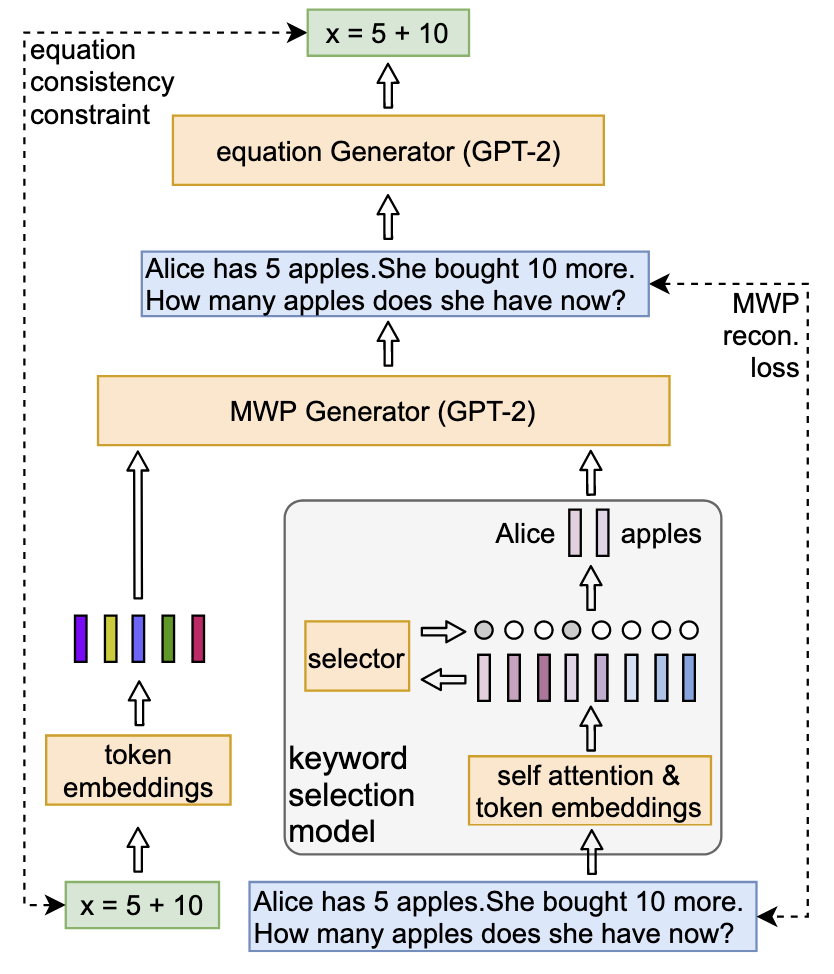 x = 5 + 10
equation
consistency
constraint
equation Generator (GPT-2)
Alice has 5 apples.She bought 10 more.
How many apples does she have now?
MWP
recon.
loss
MWP Generator (GPT-2)
Alice
apples
selector
keyword
selection
model
self attention &
token embeddings
token
embeddings
x = 5 + 10
Alice has 5 apples.She bought 10 more.
How many apples does she have now?